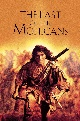 THE LAST
OF THE
MOHICANS